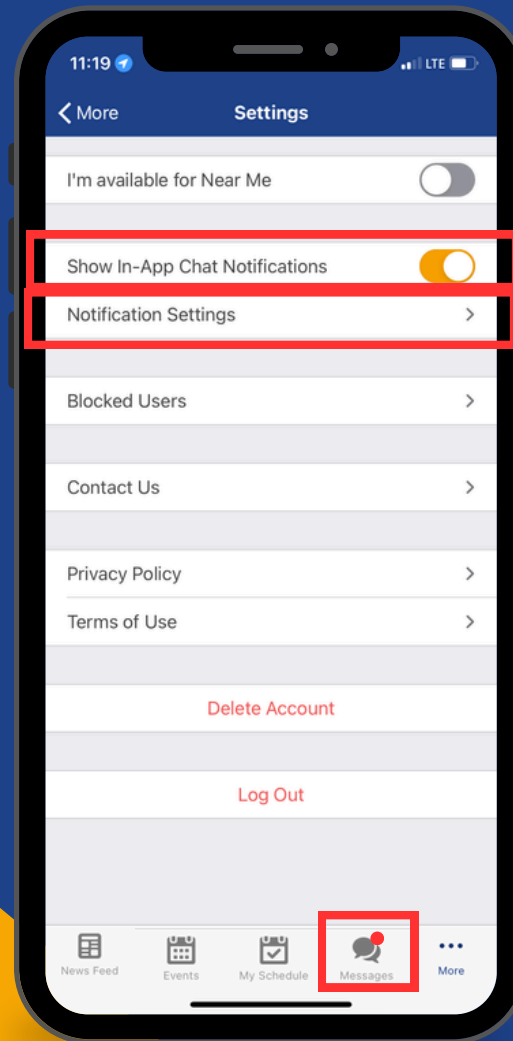 11:19 LTE
More Settings
I'm available for Near Me
Show In-App Chat Notifications
Notification Settings
Blocked Users
Contact Us
Privacy Policy
Terms of Use
Delete Account
Log Out
News Feed Events My Schedule Messages More